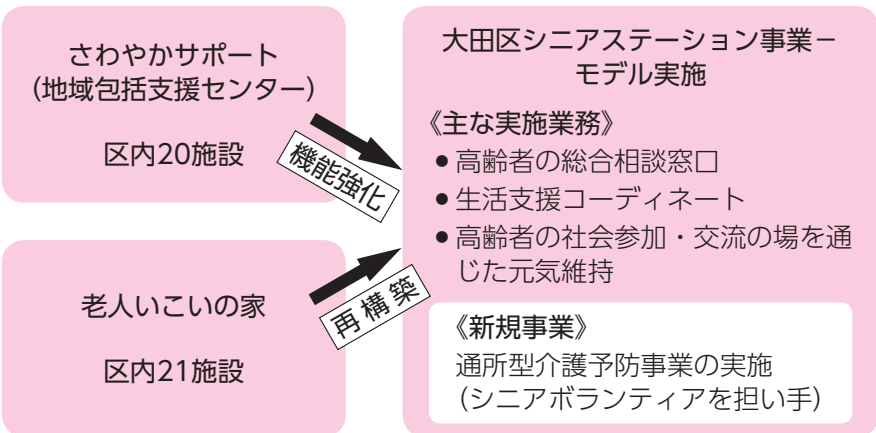 さわやかサポート
(地域包括支援センター)
区内20施設
機能強化
老人いこいの家
区内21施設
再構築
大田区シニアステーション事業−
モデル実施
《主な実施業務》
●高齢者の総合相談窓口
●生活支援コーディネート
●高齢者の社会参加・交流の場を通
じた元気維持
《新規事業》
通所型介護予防事業の実施
(シニアボランティアを担い手)